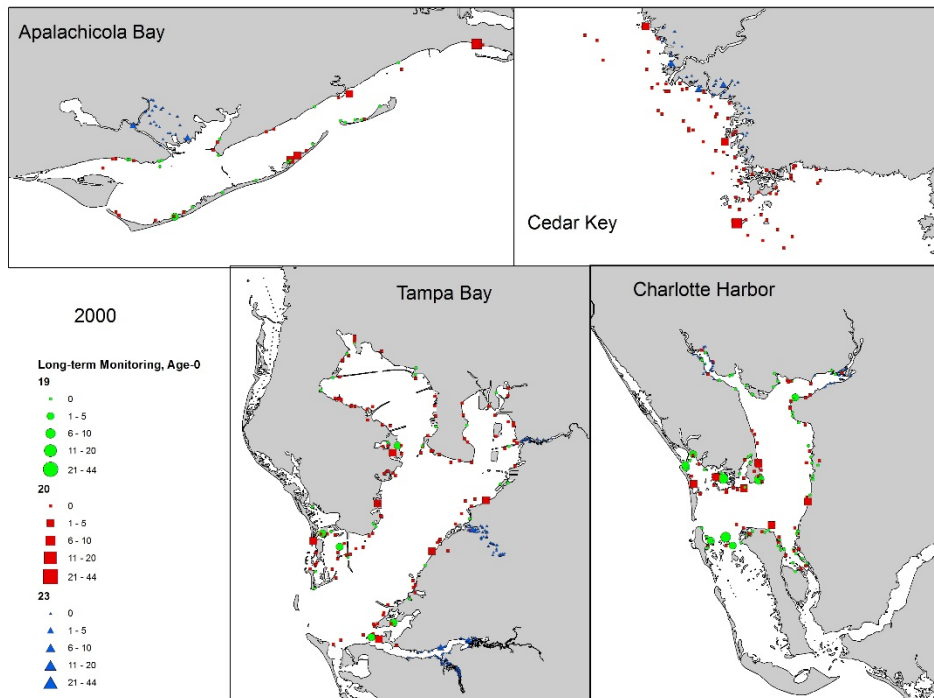 Apalachicola Bay
Cedar Key
Tampa Bay
Charlotte Harbor
2000
Long-term Monitoring, Age-0
19
0
1 - 5
6 - 10
11 - 20
21 - 44
20
0
1 - 5
6 - 10
11 - 20
21 - 44
23
0
1 - 5
6 - 10
11 - 20
21 - 44